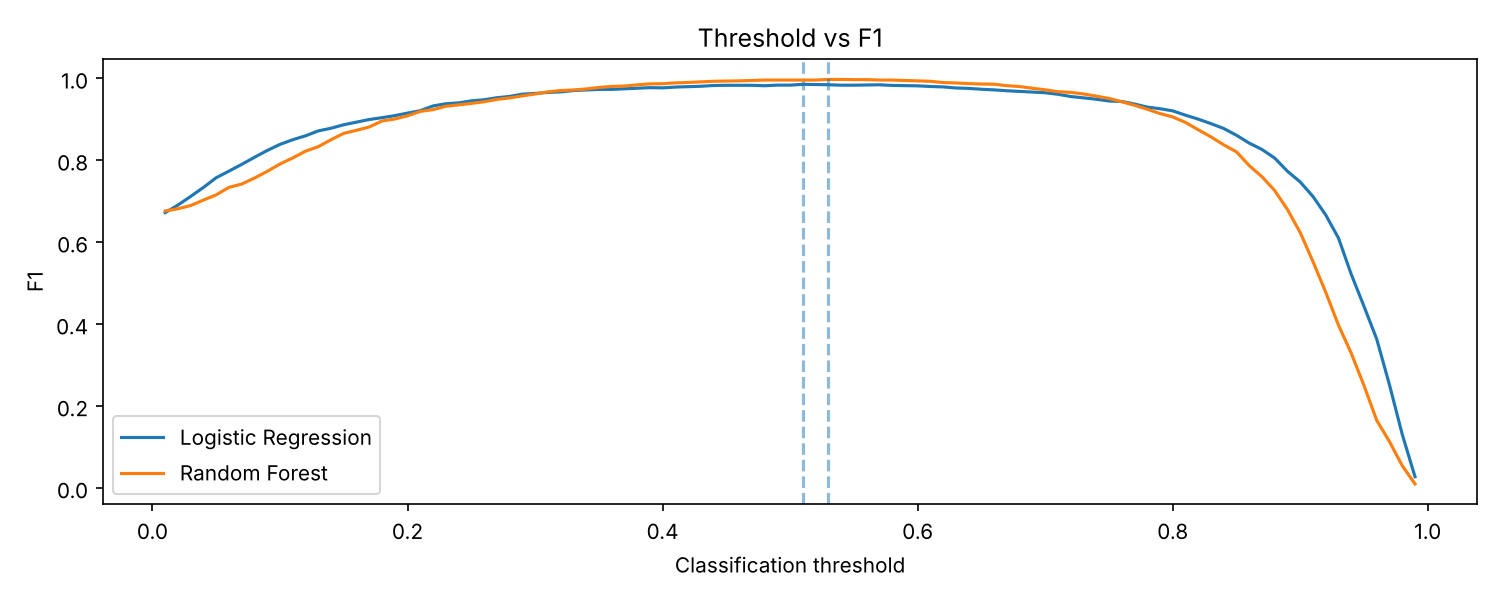 Threshold vs F1
F1
1.0
0.8
0.6
0.4
0.2
0.0
Logistic Regression
Random Forest
0.0 0.2 0.4 0.6 0.8 1.0
Classification threshold